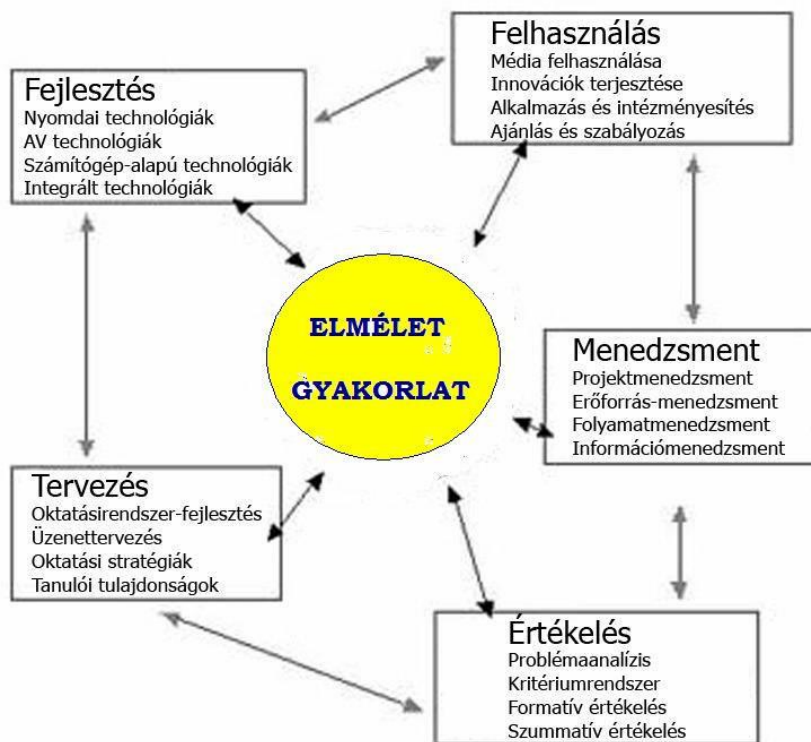 Felhasználás
Média felhasználása
Innovációk terjesztése
Alkalmazás és intézményesítés
Ajánlás és szabályozás
Fejlesztés
Nyomdai technológiák
AV technológiák
Számítógép-alapú technológiák
Integrált technológiák
ELMÉLET
GYAKORLAT
Menedzsment
Projektmenedzsment
Erőforrás-menedzsment
Folyamatmenedzsment
Információmenedzsment
Tervezés
Oktatásirendszer-fejlesztés
Üzenettervezés
Oktatási stratégiák
Tanulói tulajdonságok
Értékelés
Problémaanalízis
Kritériumrendszer
Formatív értékelés
Szummatív értékelés